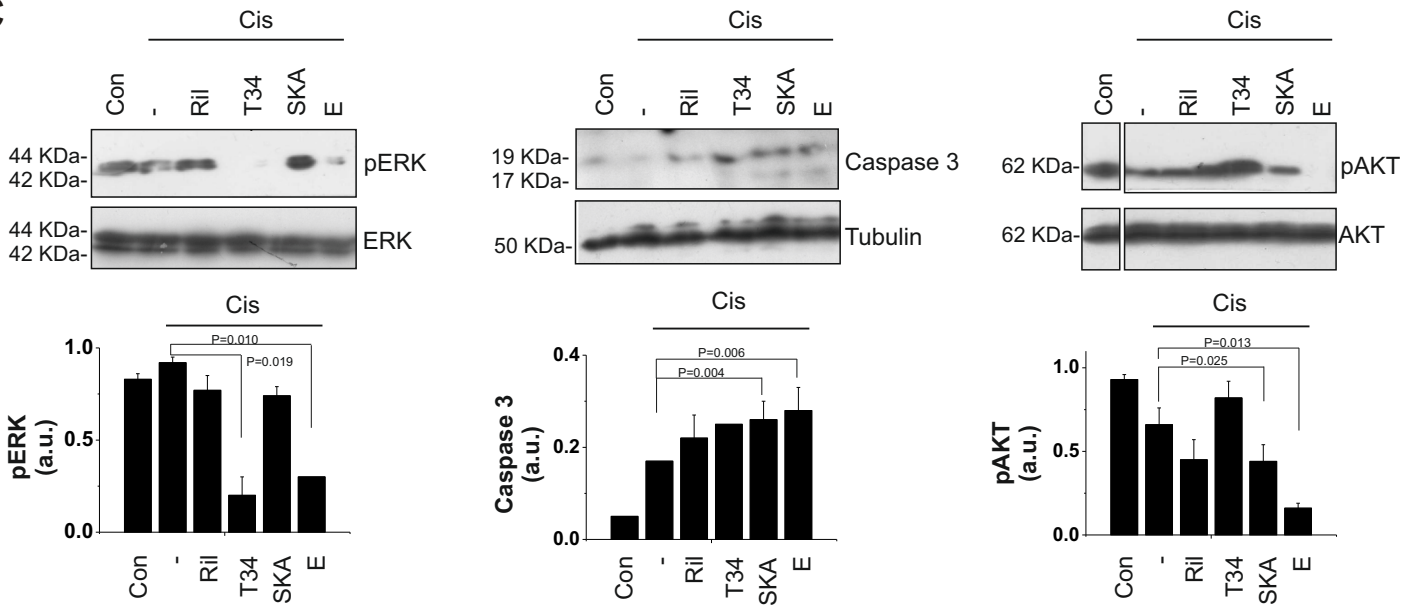 C
Cis
Con
-
Ril
T34
SKA
E
44 KDa-
42 KDa-
pERK
44 KDa-
42 KDa-
ERK
Cis
P=0.010
P=0.019
1.0
0.5
0.0
pERK
(a.u.)
Con
-
Ril
T34
SKA
E
Cis
Con
-
Ril
T34
SKA
E
19 KDa-
17 KDa-
Caspase 3
50 KDa-
Tubulin
Cis
P=0.006
P=0.004
0.4
0.2
0.0
Caspase 3
(a.u.)
Con
-
Ril
T34
SKA
E
Cis
Con
-
Ril
T34
SKA
E
62 KDa-
pAKT
62 KDa-
AKT
Cis
P=0.013
P=0.025
1.0
0.5
0.0
pAKT
(a.u.)
Con
-
Ril
T34
SKA
E